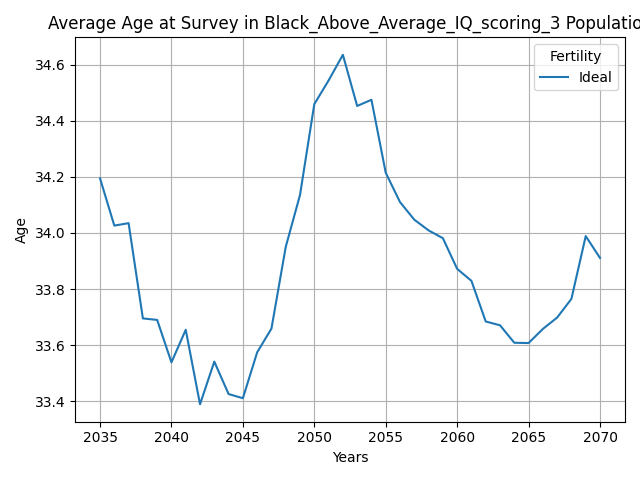 Average Age at Survey in Black_Above_Average_IQ_scoring_3 Populatio
Fertility
Ideal
34.6
34.4
34.2
34.0
33.8
33.6
33.4
Age
2035 2040 2045 2050 2055 2060 2065 2070
Years